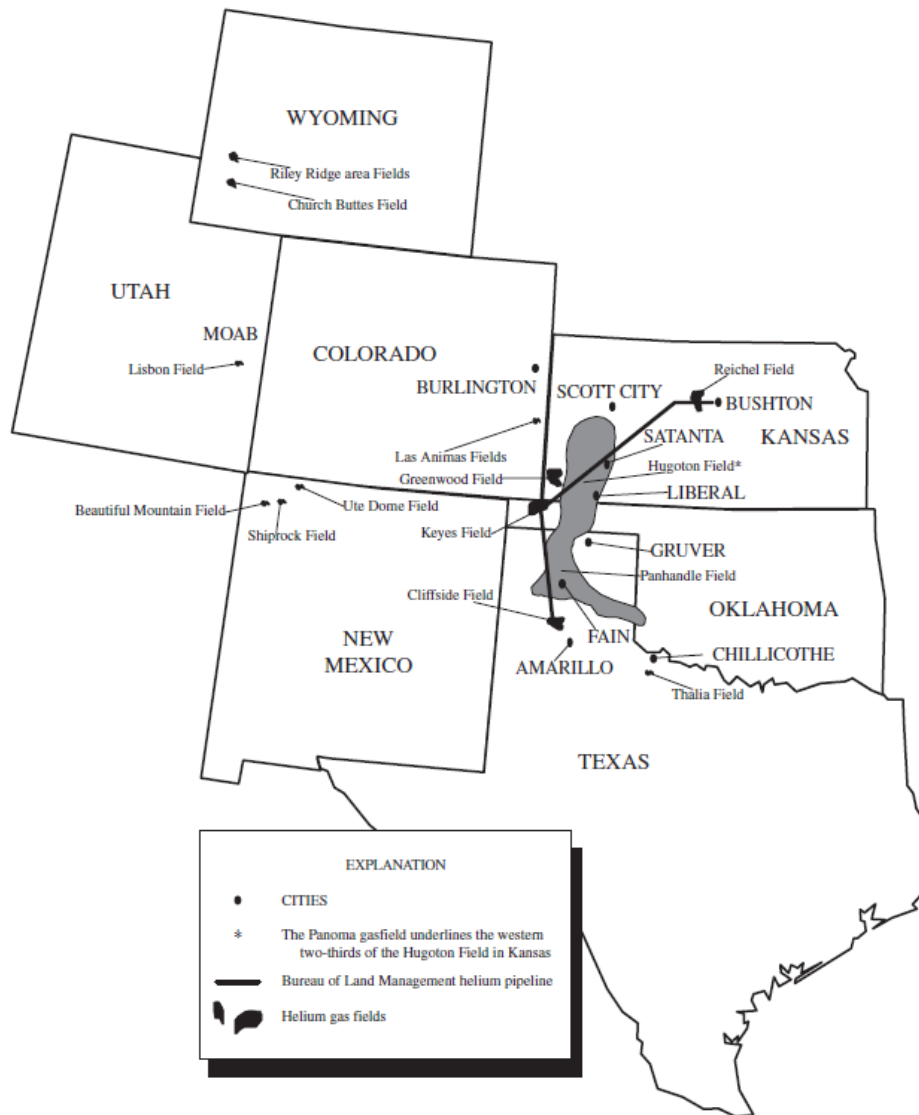 WYOMING
Riley Ridge area Fields
Church Buttes Field
UTAH
MOAB
Lisbon Field
COLORADO
BURLINGTON
SCOTT CITY
Reichel Field
BUSHTON
KANSAS
SATANTA
Las Animas Fields
Hugoton Field*
Greenwood Field
LIBERAL
Beautiful Mountain Field
Ute Dome Field
Shiprock Field
Keyes Field
GRUVER
Panhandle Field
Cliffside Field
OKLAHOMA
NEW
MEXICO
FAIN
AMARILLO
CHILLICOTHE
Thalia Field
TEXAS
EXPLANATION
CITIES
* The Panoma gasfield underlines the western
two-thirds of the Hugoton Field in Kansas
Bureau of Land Management helium pipeline
Helium gas fields